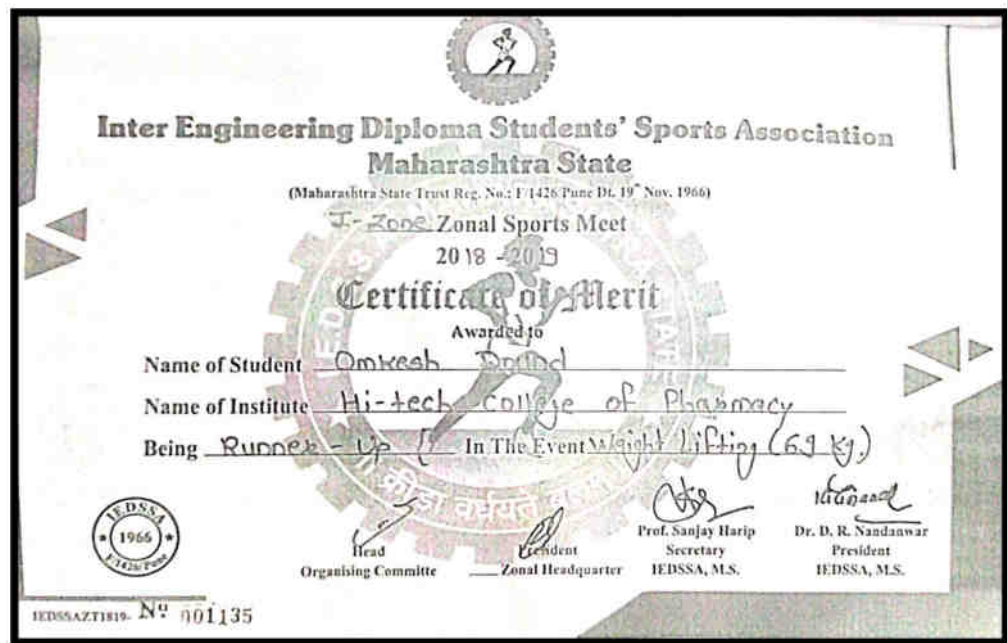 Inter Engineering Diploma Students' Sports Association
Maharashtra State
(Maharashtra State Trust Reg. No.: F/1426 Pune Dt. 19th Nov. 1966)
I-Zone Zonal Sports Meet
2018 - 2019
Certificate of Merit
Awarded to
Name of Student Omkesh
Name of Institute Hi-tech College of Pharmacy
Being Runner-Up In The Event Weight Lifting (69 kg.)
क्रीडा वर्धयते
IEDSSA
1966
F/1426/Pune
Head
Organising Committe
President
Zonal Headquarter
Prof. Sanjay Harip
Secretary
IEDSSA, M.S.
Dr. D. R. Nandanwar
President
IEDSSA, M.S.
IEDSSAZT1819- Nº 001135